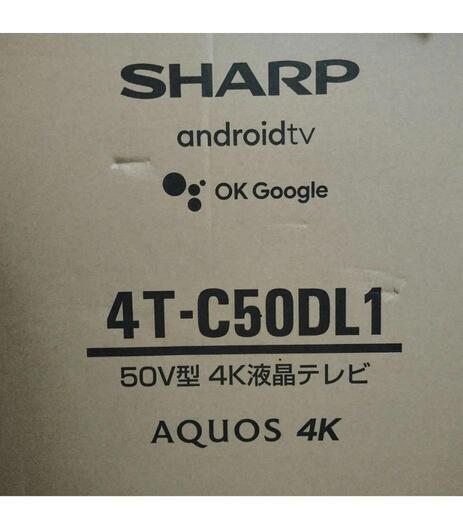 SHARP
androidtv
OK Google
4T-C50DL1
50V型 4K液晶テレビ
AQUOS 4K